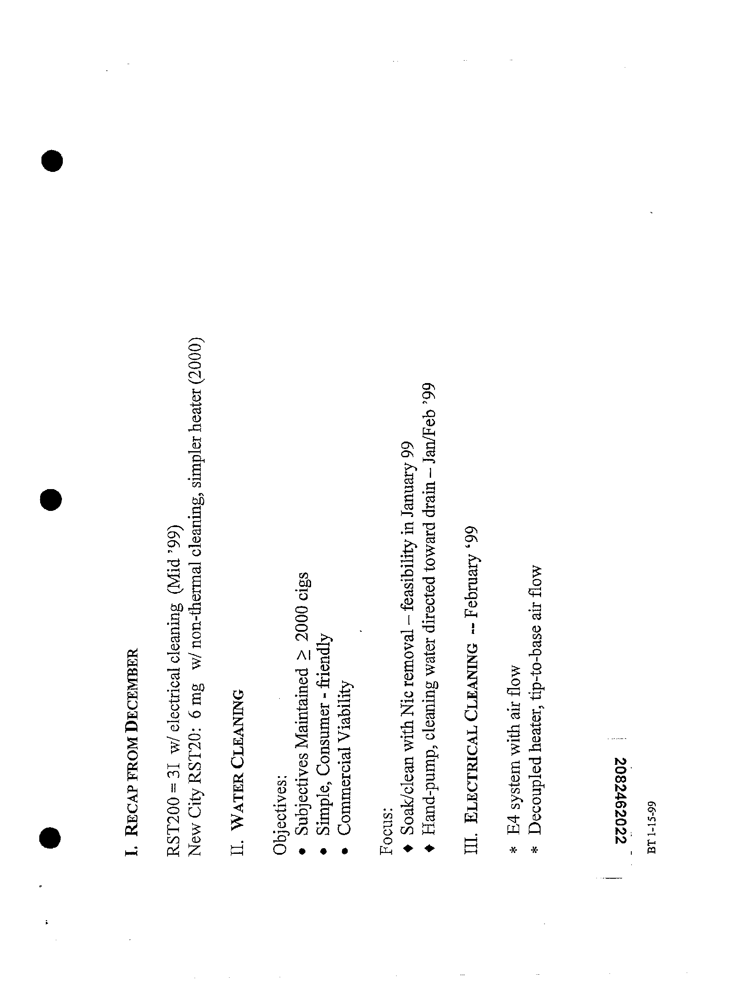 I. RECAP FROM DECEMBER
RST200 = 3I w/ electrical cleaning (Mid '99)
New City RST20: 6 mg w/ non-thermal cleaning, simpler heater (2000)
II. WATER CLEANING
Objectives:
• Subjectives Maintained ≥ 2000 cigs
• Simple, Consumer - friendly
• Commercial Viability
Focus:
♦ Soak/clean with Nic removal – feasibility in January 99
♦ Hand-pump, cleaning water directed toward drain – Jan/Feb '99
III. ELECTRICAL CLEANING -- February '99
* E4 system with air flow
* Decoupled heater, tip-to-base air flow
2082462022
BT 1-15-99